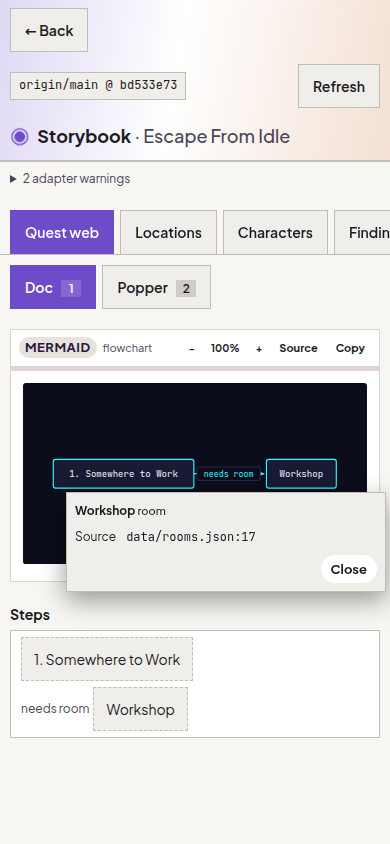 ← Back
origin/main @ bd533e73
Refresh
Storybook · Escape From Idle
2 adapter warnings
Quest web
Locations
Characters
Findin
Doc 1
Popper 2
MERMAID flowchart
– 100% + Source Copy
1. Somewhere to Work
needs room
Workshop
Workshop room
Source data/rooms.json:17
Close
Steps
1. Somewhere to Work
needs room Workshop